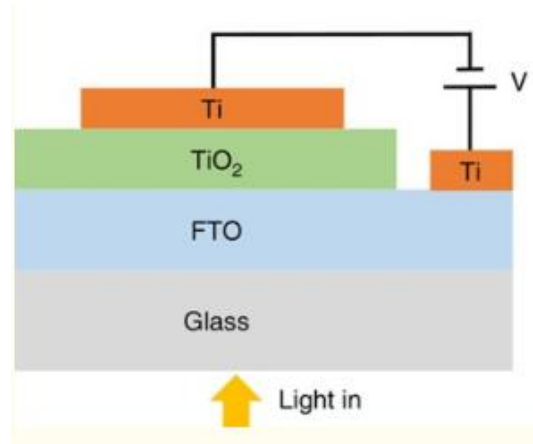 Ti
V
TiO₂
Ti
FTO
Glass
Light in